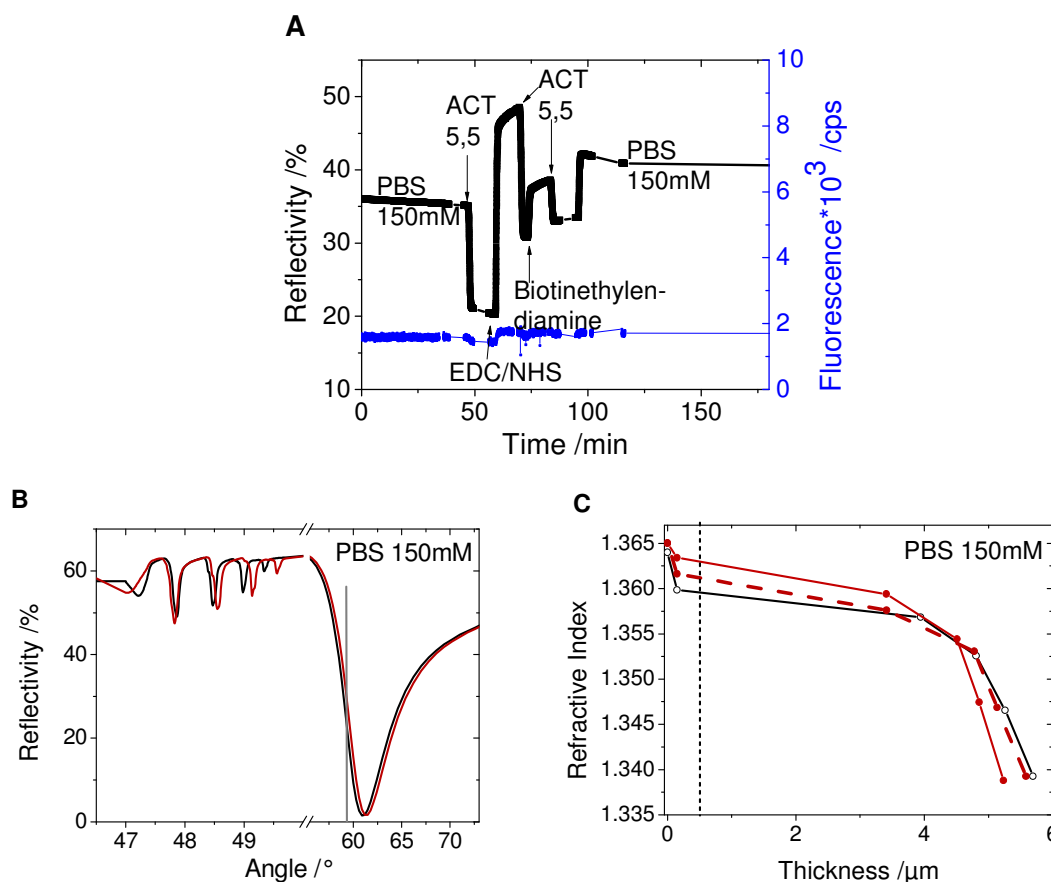 A
ACT
5,5
ACT
5,5
PBS
150mM
PBS
150mM
Biotinethylen-
diamine
EDC/NHS
50
40
30
20
10
Reflectivity /%
10
8
6
4
2
0
Fluorescence*10^3 /cps
0 50 100 150
Time /min
B
PBS 150mM
60
40
20
0
Reflectivity /%
47 48 49 60 65 70
Angle /°
C
PBS 150mM
1.365
1.360
1.355
1.350
1.345
1.340
1.335
Refractive Index
0 2 4 6
Thickness /µm